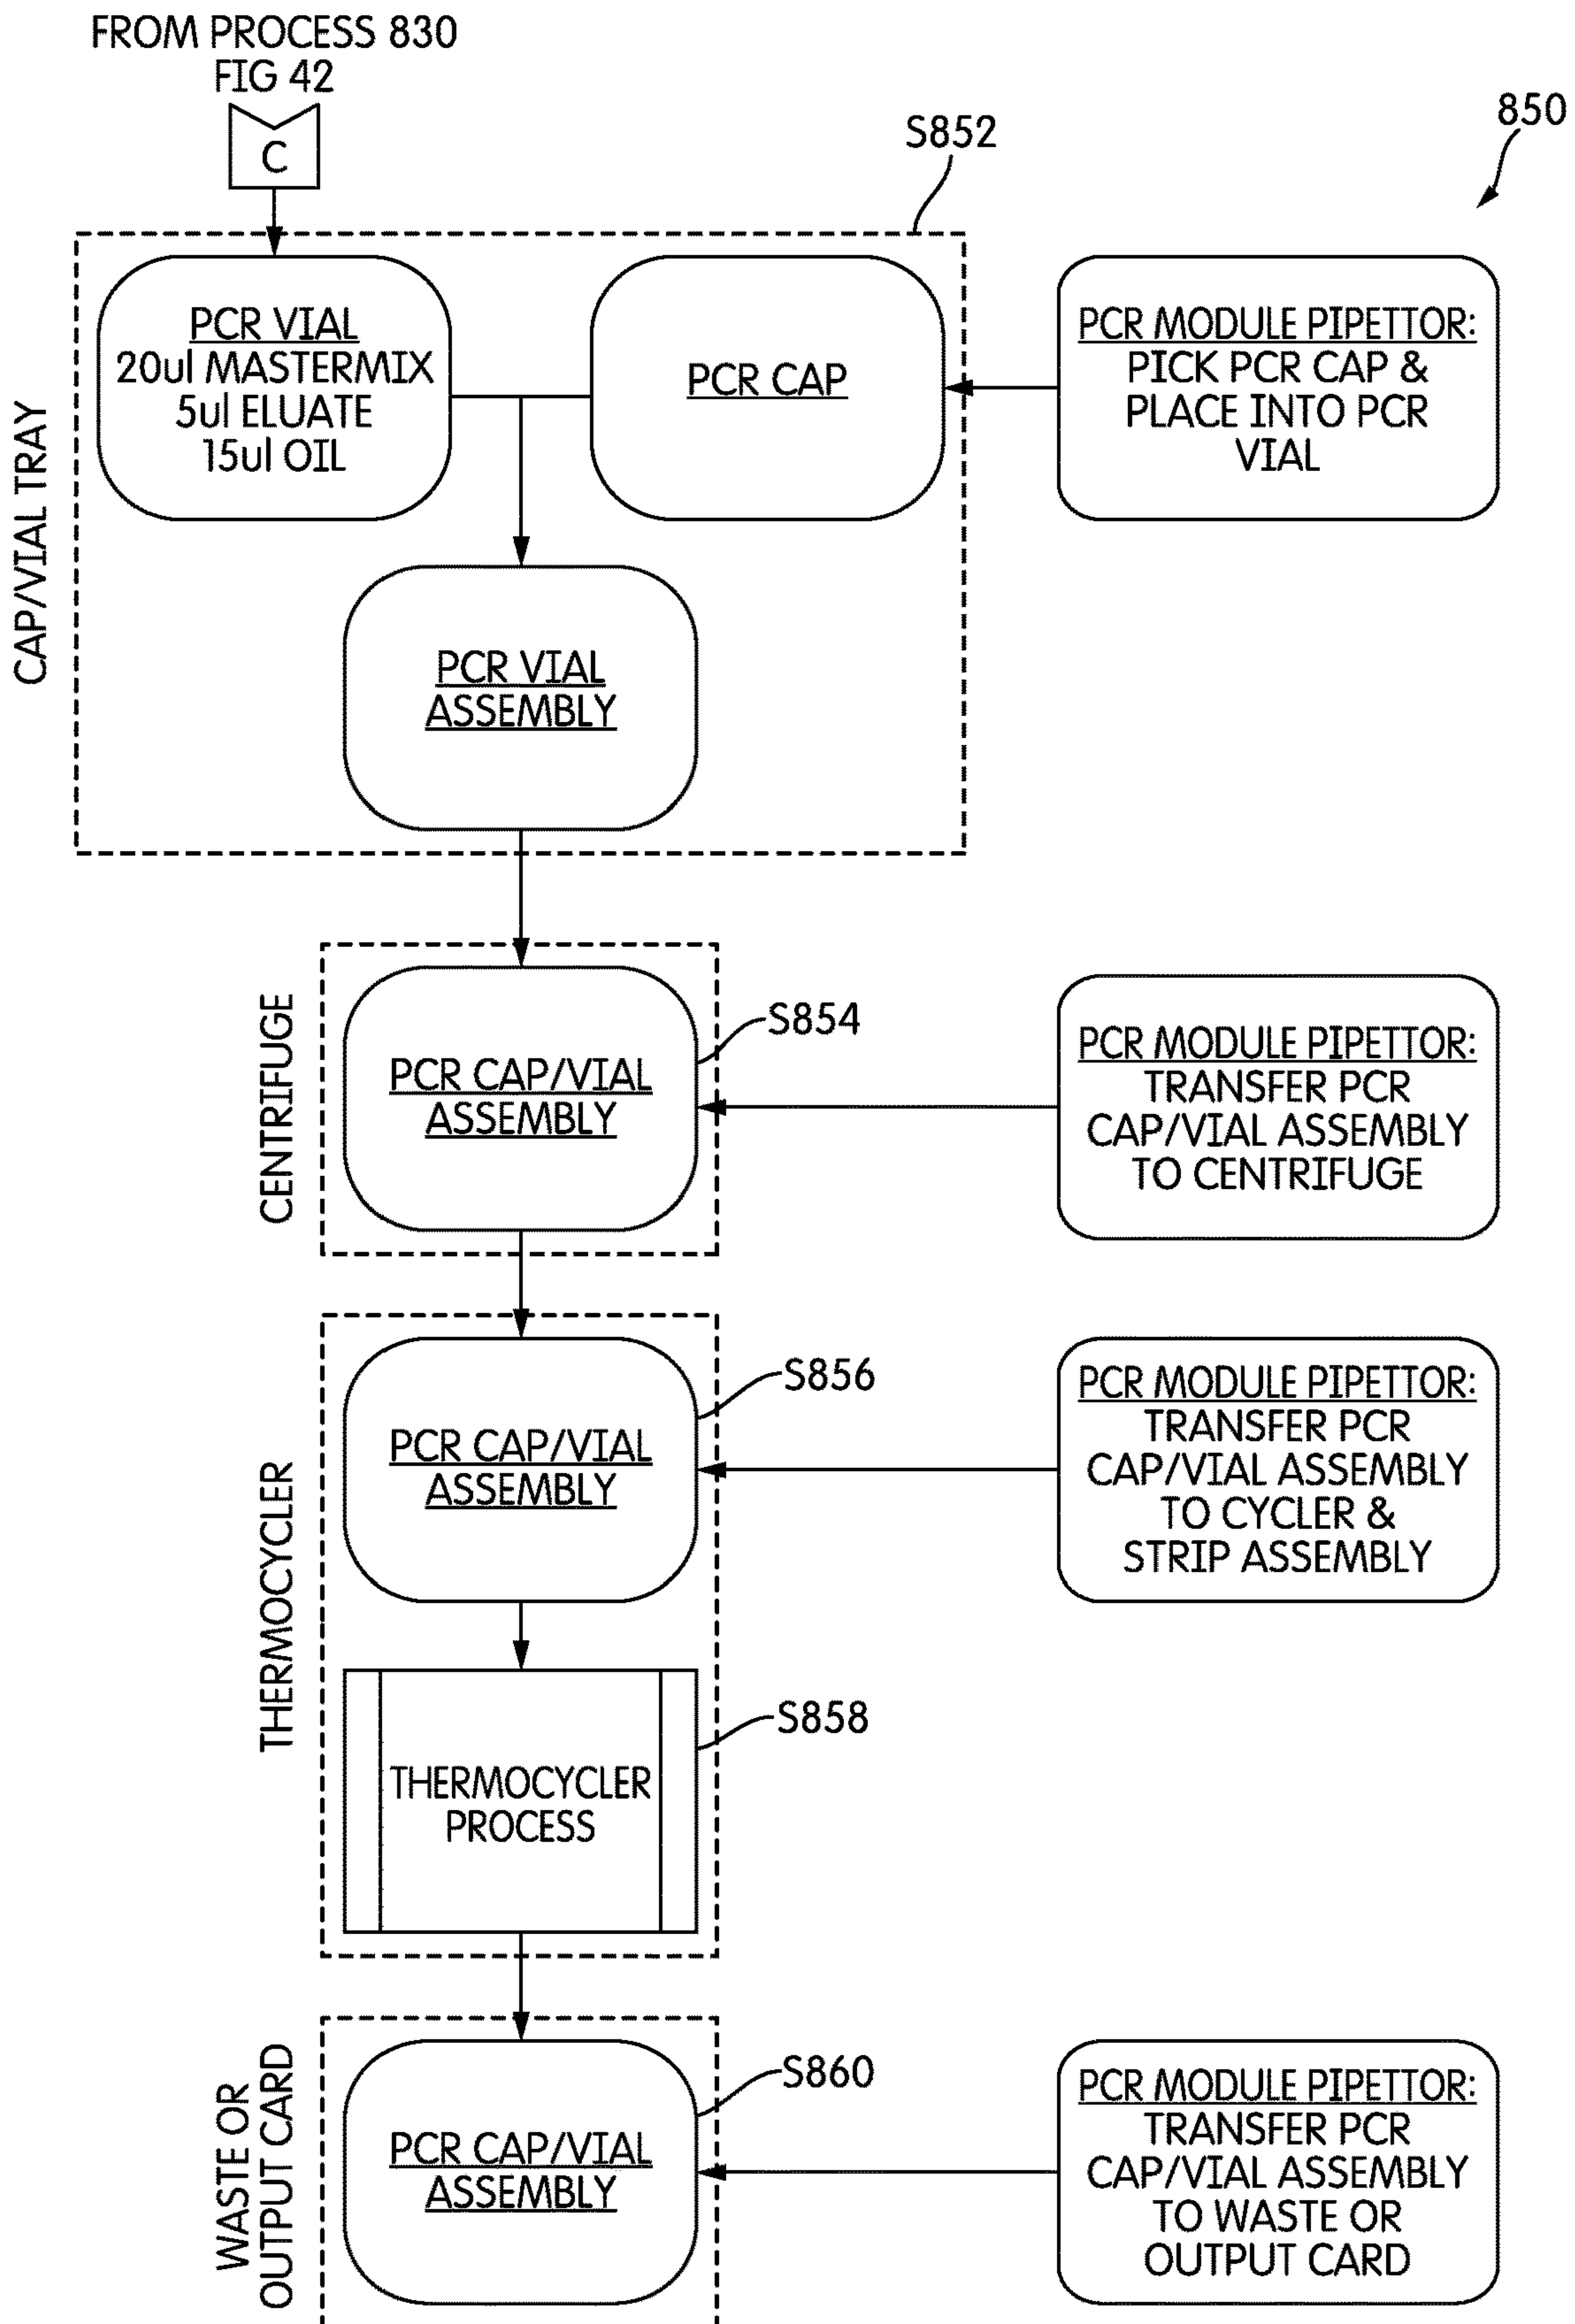 FROM PROCESS 830
FIG 42
C
850
S852
CAP/VIAL TRAY
PCR VIAL
20ul MASTERMIX
5ul ELUATE
15ul OIL
PCR CAP
PCR MODULE PIPETTOR:
PICK PCR CAP &
PLACE INTO PCR
VIAL
PCR VIAL
ASSEMBLY
CENTRIFUGE
S854
PCR CAP/VIAL
ASSEMBLY
PCR MODULE PIPETTOR:
TRANSFER PCR
CAP/VIAL ASSEMBLY
TO CENTRIFUGE
THERMOCYCLER
S856
PCR CAP/VIAL
ASSEMBLY
PCR MODULE PIPETTOR:
TRANSFER PCR
CAP/VIAL ASSEMBLY
TO CYCLER &
STRIP ASSEMBLY
S858
THERMOCYCLER
PROCESS
WASTE OR
OUTPUT CARD
S860
PCR CAP/VIAL
ASSEMBLY
PCR MODULE PIPETTOR:
TRANSFER PCR
CAP/VIAL ASSEMBLY
TO WASTE OR
OUTPUT CARD